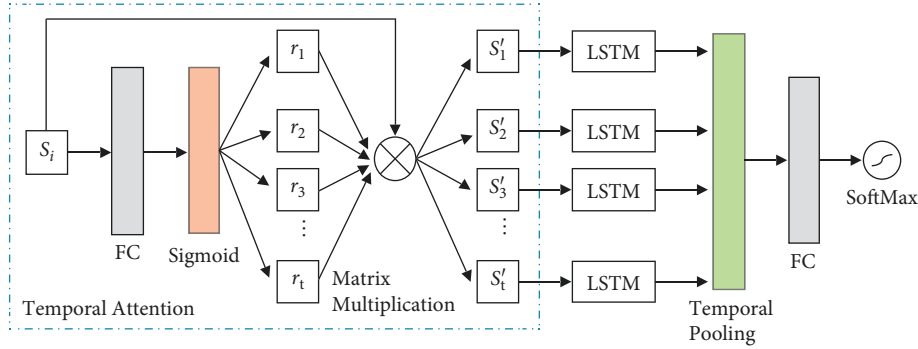 S_i
FC
Sigmoid
r_1
r_2
r_3
⋮
r_t
Matrix
Multiplication
Temporal Attention
S′_1
S′_2
S′_3
⋮
S′_t
LSTM
LSTM
LSTM
LSTM
Temporal
Pooling
FC
SoftMax